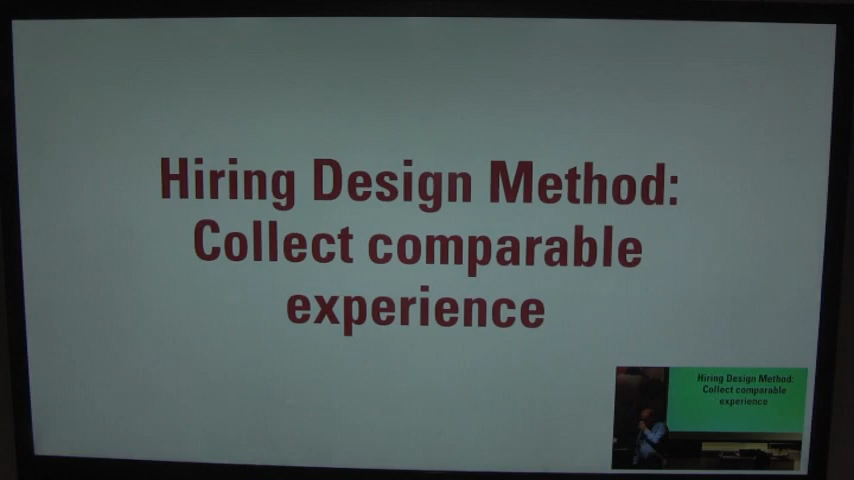 Hiring Design Method:
Collect comparable
experience
Hiring Design Method:
Collect comparable
experience